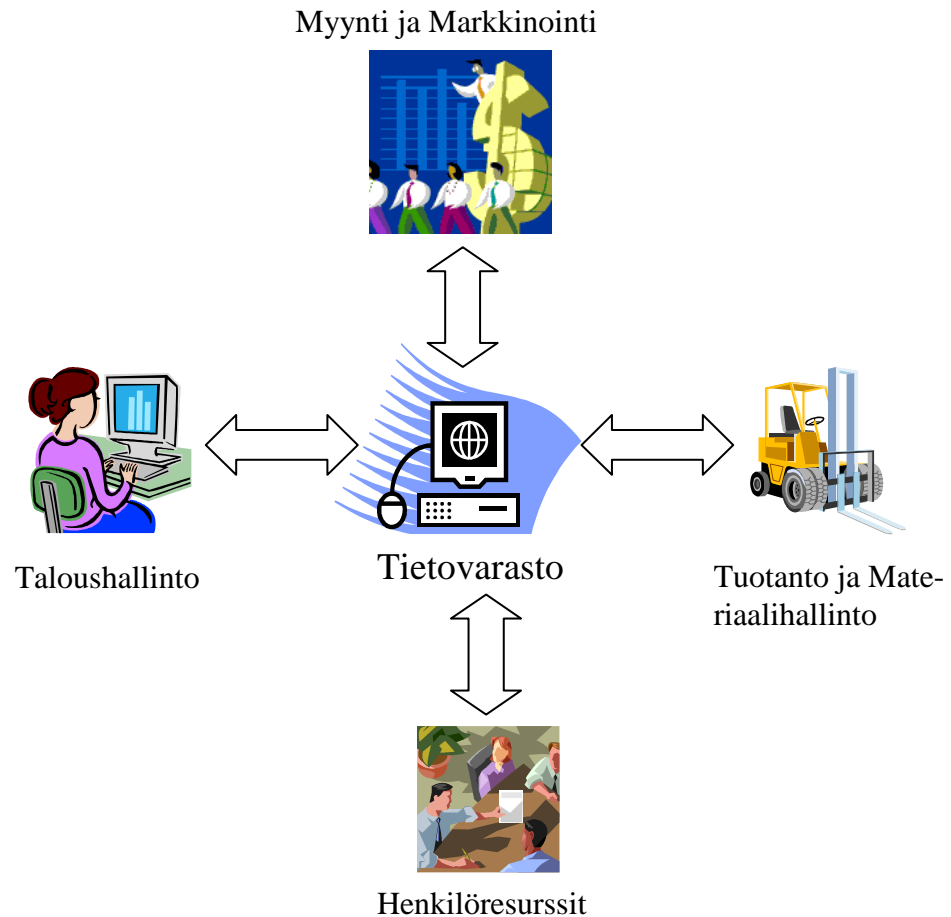 Myynti ja Markkinointi
Taloushallinto
Tietovarasto
Tuotanto ja Mate-
riaalihallinto
Henkilöresurssit